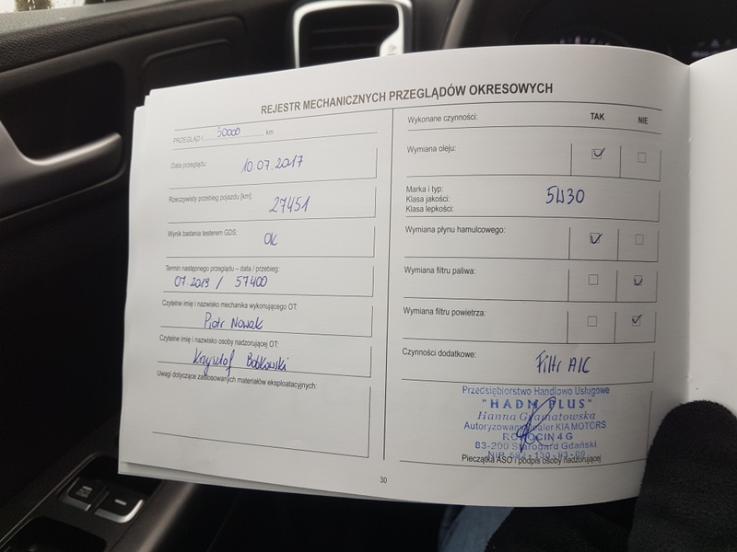 REJESTR MECHANICZNYCH PRZEGLĄDÓW OKRESOWYCH
PRZEGLĄD I 30000 km
Data przeglądu: 10.07.2017
Rzeczywisty przebieg pojazdu [km]: 27451
Wynik badania testerem GDS: OK
Termin następnego przeglądu – data / przebieg:
07.2019 / 57400
Czytelne imię i nazwisko mechanika wykonującego OT:
Piotr Nowak
Czytelne imię i nazwisko osoby nadzorującej OT:
Krzysztof
Uwagi dotyczące zastosowanych materiałów eksploatacyjnych:
Wykonane czynności: TAK NIE
Wymiana oleju:
Marka i typ:
Klasa jakości: 5W30
Klasa lepkości:
Wymiana płynu hamulcowego:
Wymiana filtru paliwa:
Wymiana filtru powietrza:
Czynności dodatkowe: Filtr A/C
Przedsiębiorstwo Handlowo Usługowe
"HADM PLUS"
Hanna Gramatowska
Autoryzowany Dealer KIA MOTORS
83-200 Starogard Gdański
Pieczątka ASO i podpis osoby nadzorującej
30